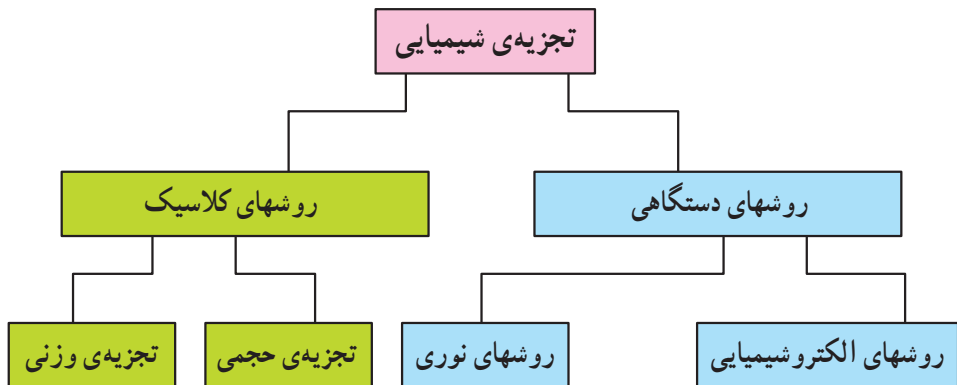 تجزیه‌ی شیمیایی
روشهای دستگاهی
روشهای کلاسیک
روشهای الکتروشیمیایی
روشهای نوری
تجزیه‌ی حجمی
تجزیه‌ی وزنی